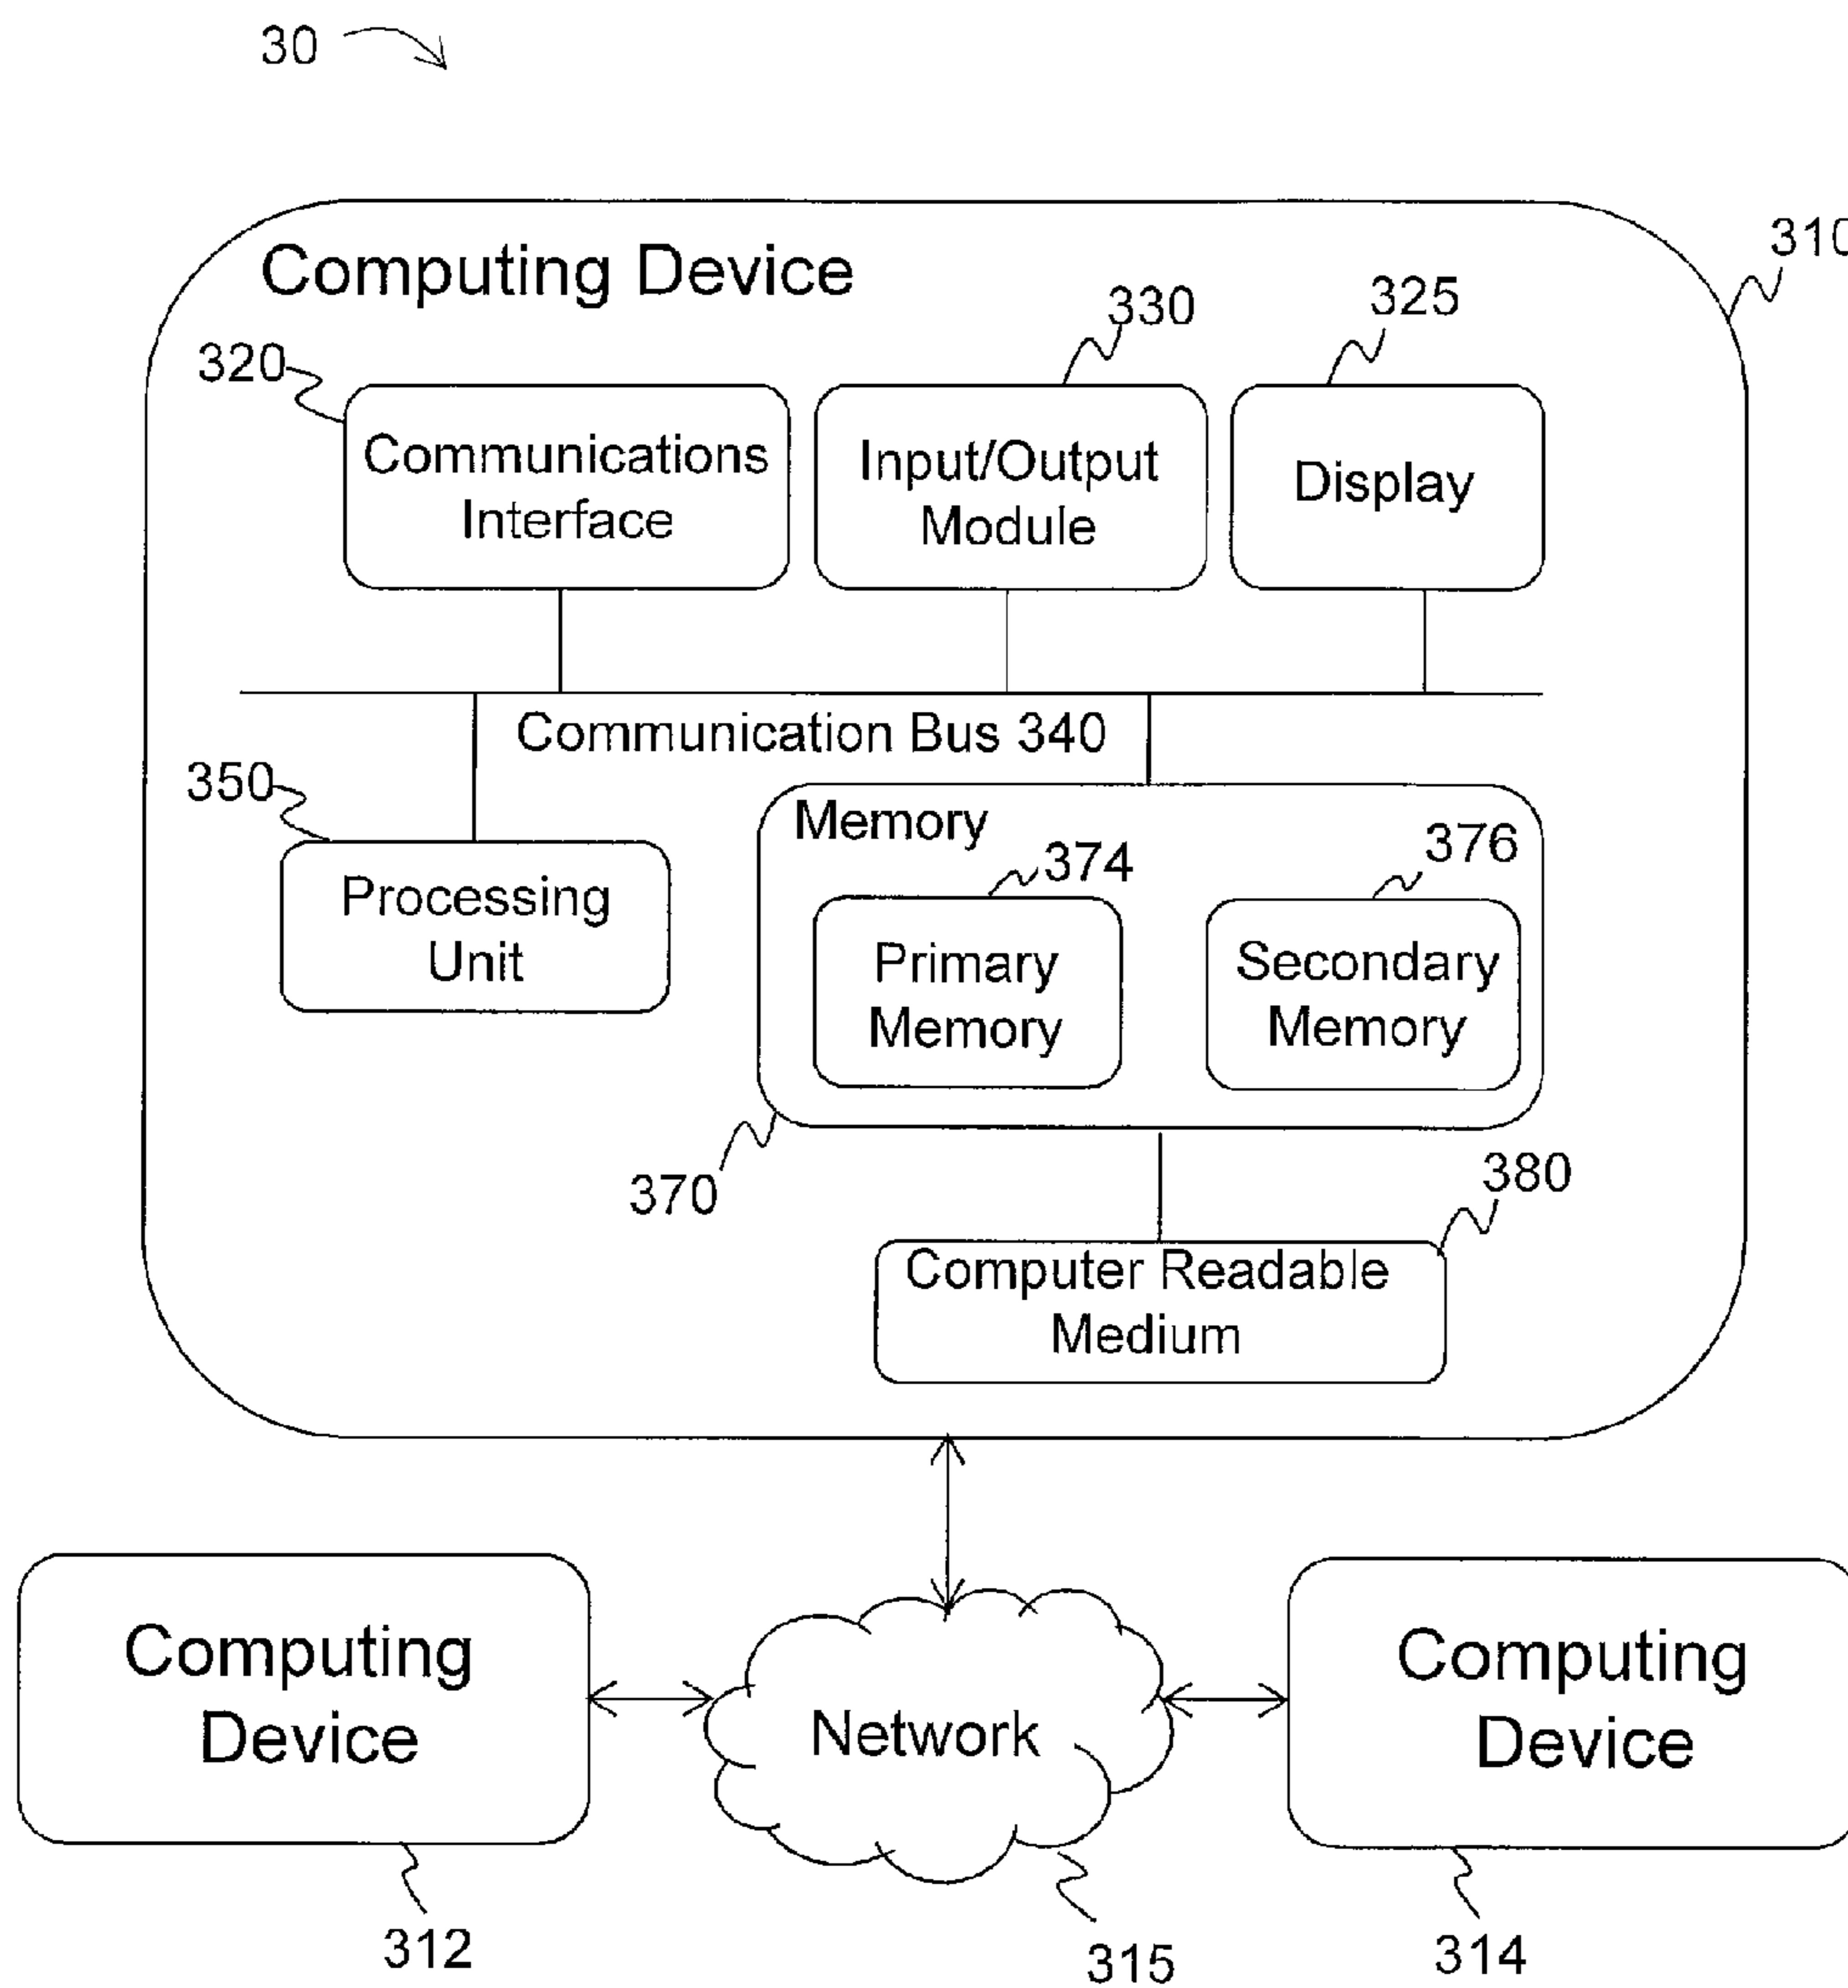 30
310
Computing Device
330
325
320
Communications
Interface
Input/Output
Module
Display
Communication Bus 340
350
Memory
374
376
Processing
Unit
Primary
Memory
Secondary
Memory
370
380
Computer Readable
Medium
Computing
Device
Network
Computing
Device
312
315
314